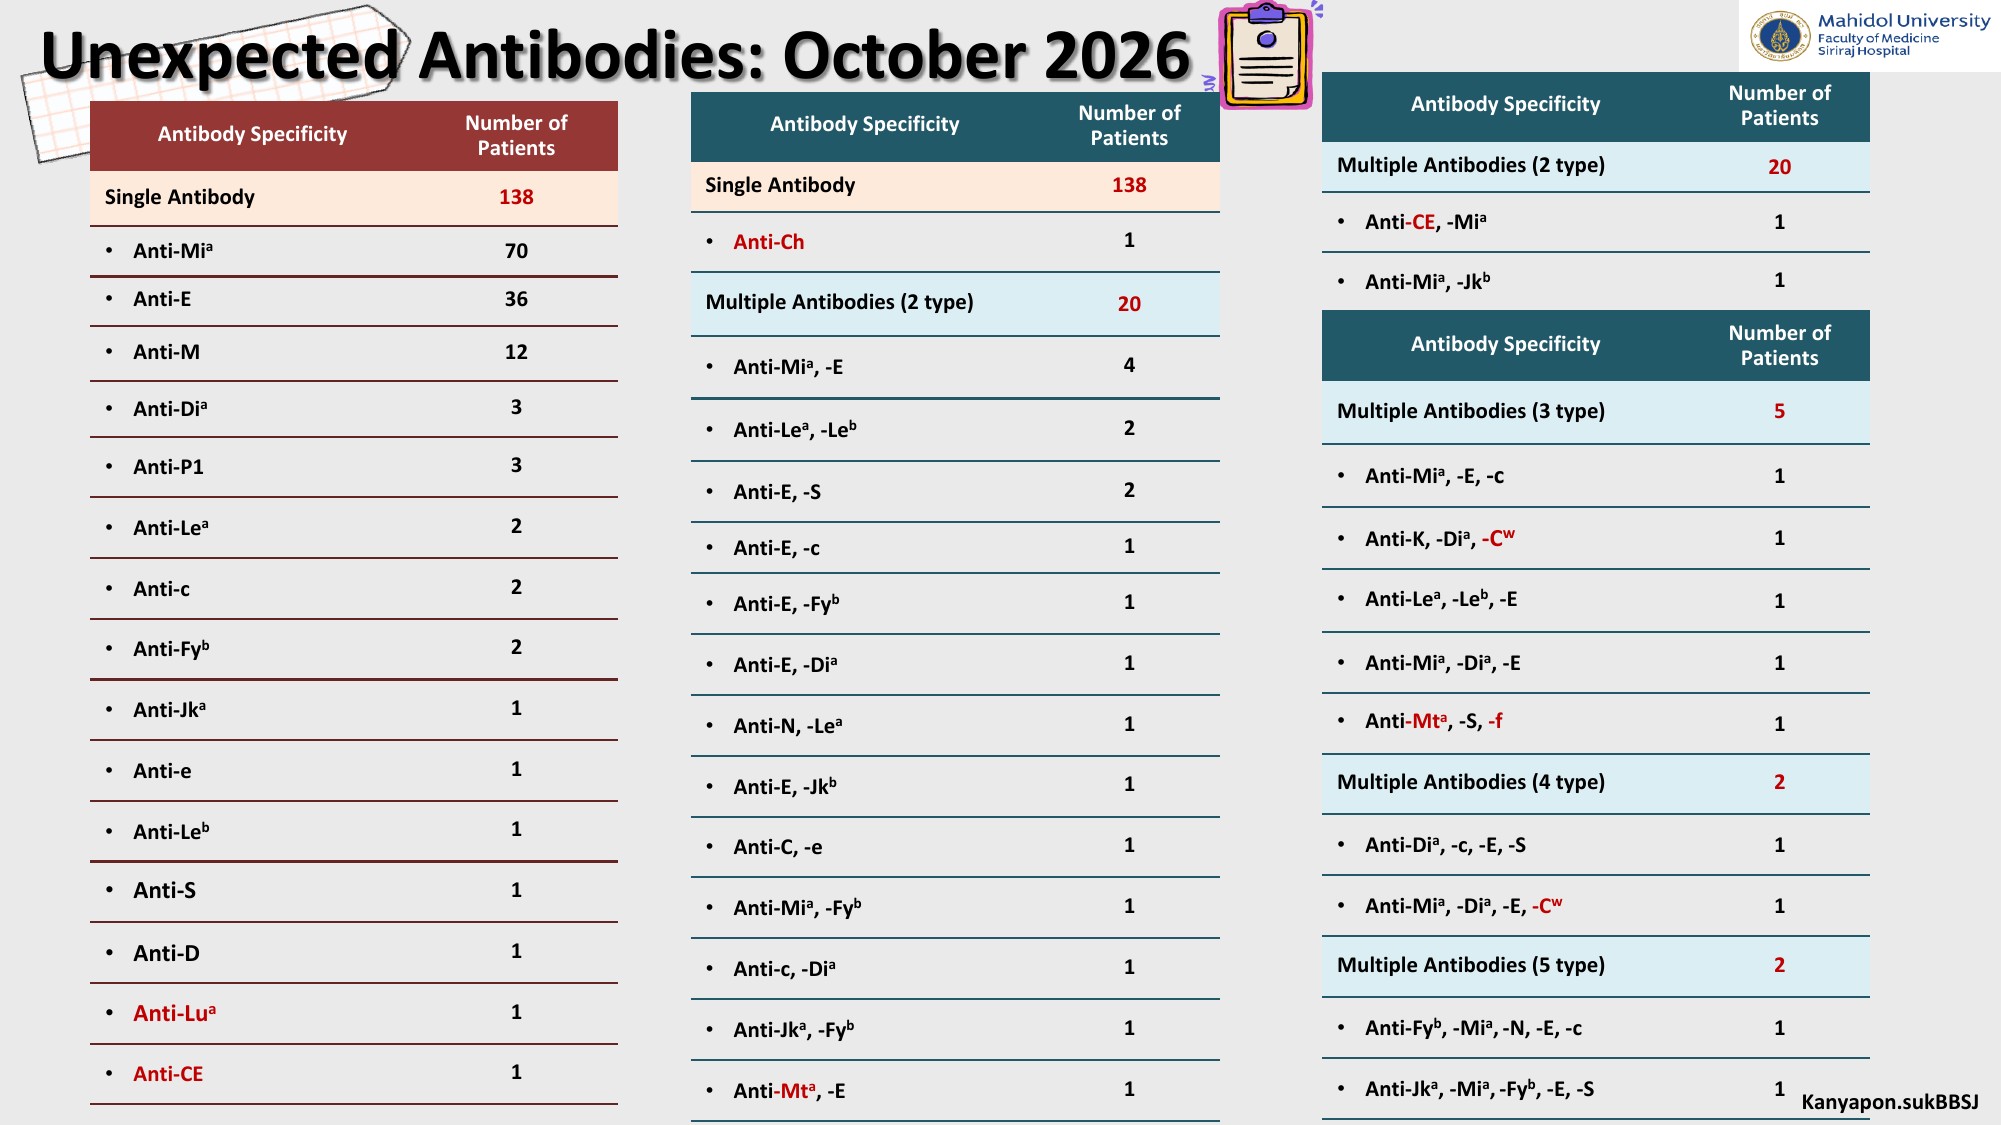 Unexpected Antibodies: October 2026
Mahidol University
Faculty of Medicine
Siriraj Hospital
Antibody Specificity Number of Patients
Single Antibody 138
• Anti-Miᵃ 70
• Anti-E 36
• Anti-M 12
• Anti-Diᵃ 3
• Anti-P1 3
• Anti-Leᵃ 2
• Anti-c 2
• Anti-Fyᵇ 2
• Anti-Jkᵃ 1
• Anti-e 1
• Anti-Leᵇ 1
• Anti-S 1
• Anti-D 1
• Anti-Luᵃ 1
• Anti-CE 1
Antibody Specificity Number of Patients
Single Antibody 138
• Anti-Ch 1
Multiple Antibodies (2 type) 20
• Anti-Miᵃ, -E 4
• Anti-Leᵃ, -Leᵇ 2
• Anti-E, -S 2
• Anti-E, -c 1
• Anti-E, -Fyᵇ 1
• Anti-E, -Diᵃ 1
• Anti-N, -Leᵃ 1
• Anti-E, -Jkᵇ 1
• Anti-C, -e 1
• Anti-Miᵃ, -Fyᵇ 1
• Anti-c, -Diᵃ 1
• Anti-Jkᵃ, -Fyᵇ 1
• Anti-Mtᵃ, -E 1
Antibody Specificity Number of Patients
Multiple Antibodies (2 type) 20
• Anti-CE, -Miᵃ 1
• Anti-Miᵃ, -Jkᵇ 1
Antibody Specificity Number of Patients
Multiple Antibodies (3 type) 5
• Anti-Miᵃ, -E, -c 1
• Anti-K, -Diᵃ, -Cʷ 1
• Anti-Leᵃ, -Leᵇ, -E 1
• Anti-Miᵃ, -Diᵃ, -E 1
• Anti-Mtᵃ, -S, -f 1
Multiple Antibodies (4 type) 2
• Anti-Diᵃ, -c, -E, -S 1
• Anti-Miᵃ, -Diᵃ, -E, -Cʷ 1
Multiple Antibodies (5 type) 2
• Anti-Fyᵇ, -Miᵃ, -N, -E, -c 1
• Anti-Jkᵃ, -Miᵃ, -Fyᵇ, -E, -S 1
Kanyapon.sukBBSJ